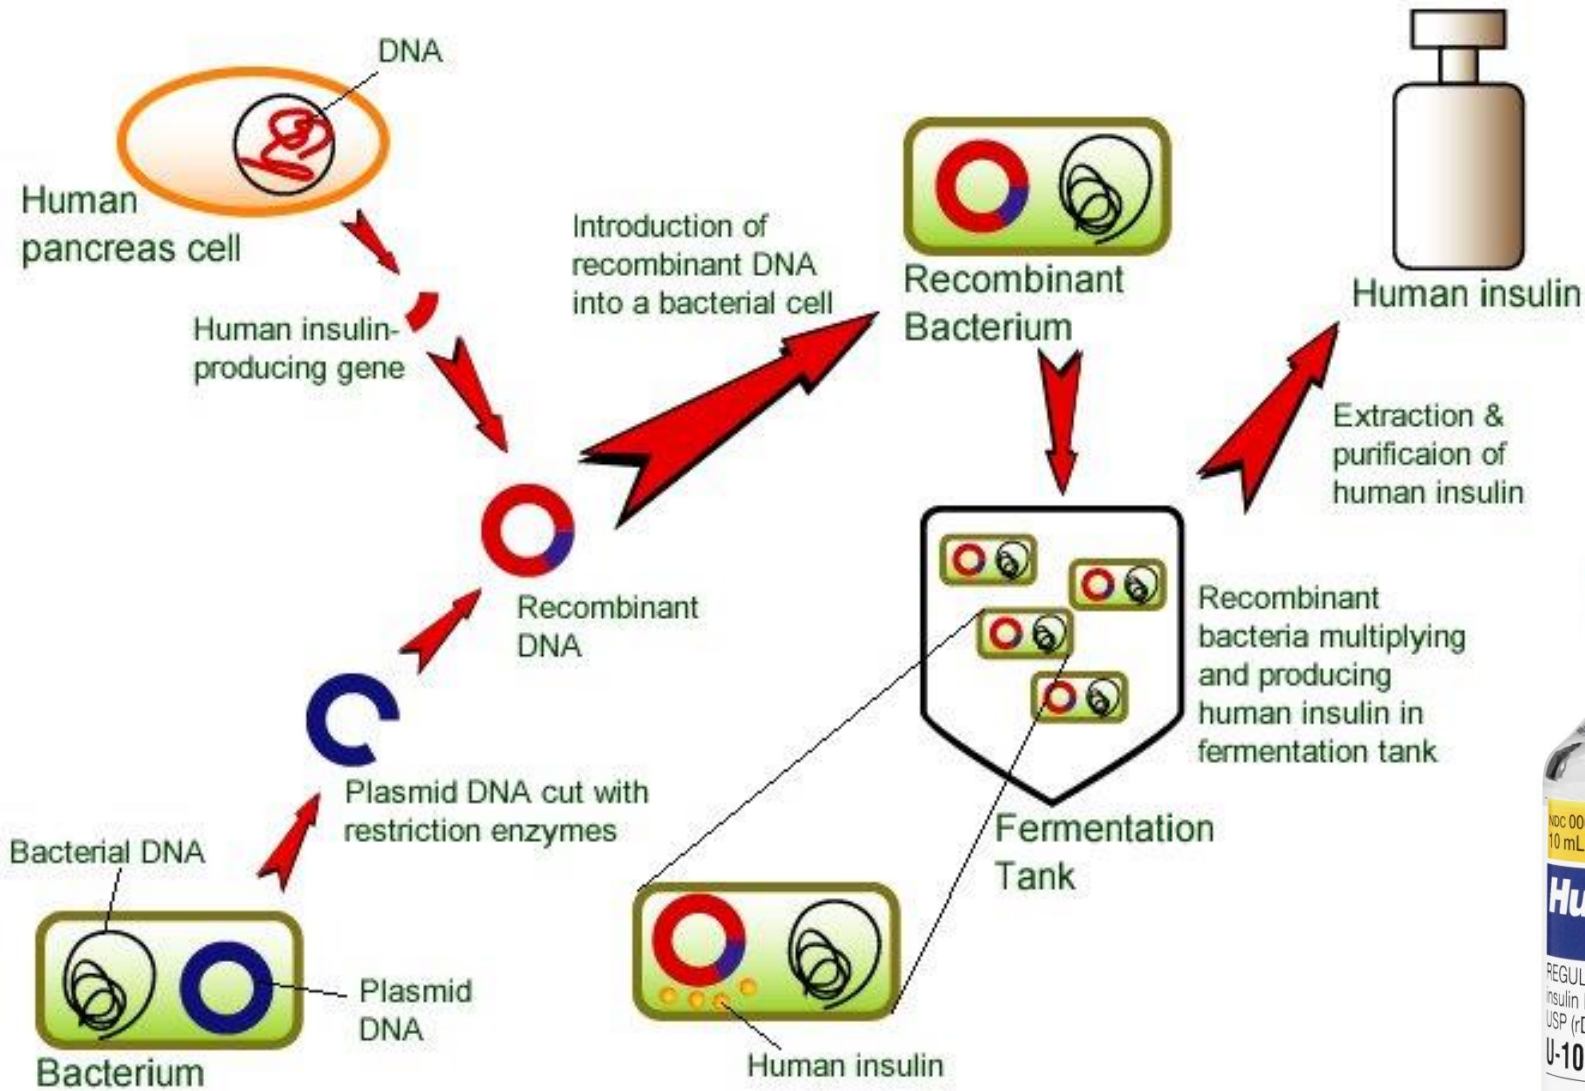 DNA
Human
pancreas cell
Human insulin-
producing gene
Introduction of
recombinant DNA
into a bacterial cell
Recombinant
Bacterium
Human insulin
Extraction &
purificaion of
human insulin
Recombinant
DNA
Recombinant
bacteria multiplying
and producing
human insulin in
fermentation tank
Plasmid DNA cut with
restriction enzymes
Fermentation
Tank
Bacterial DNA
Plasmid
DNA
Bacterium
Human insulin
NDC
10 mL
insulin
USP